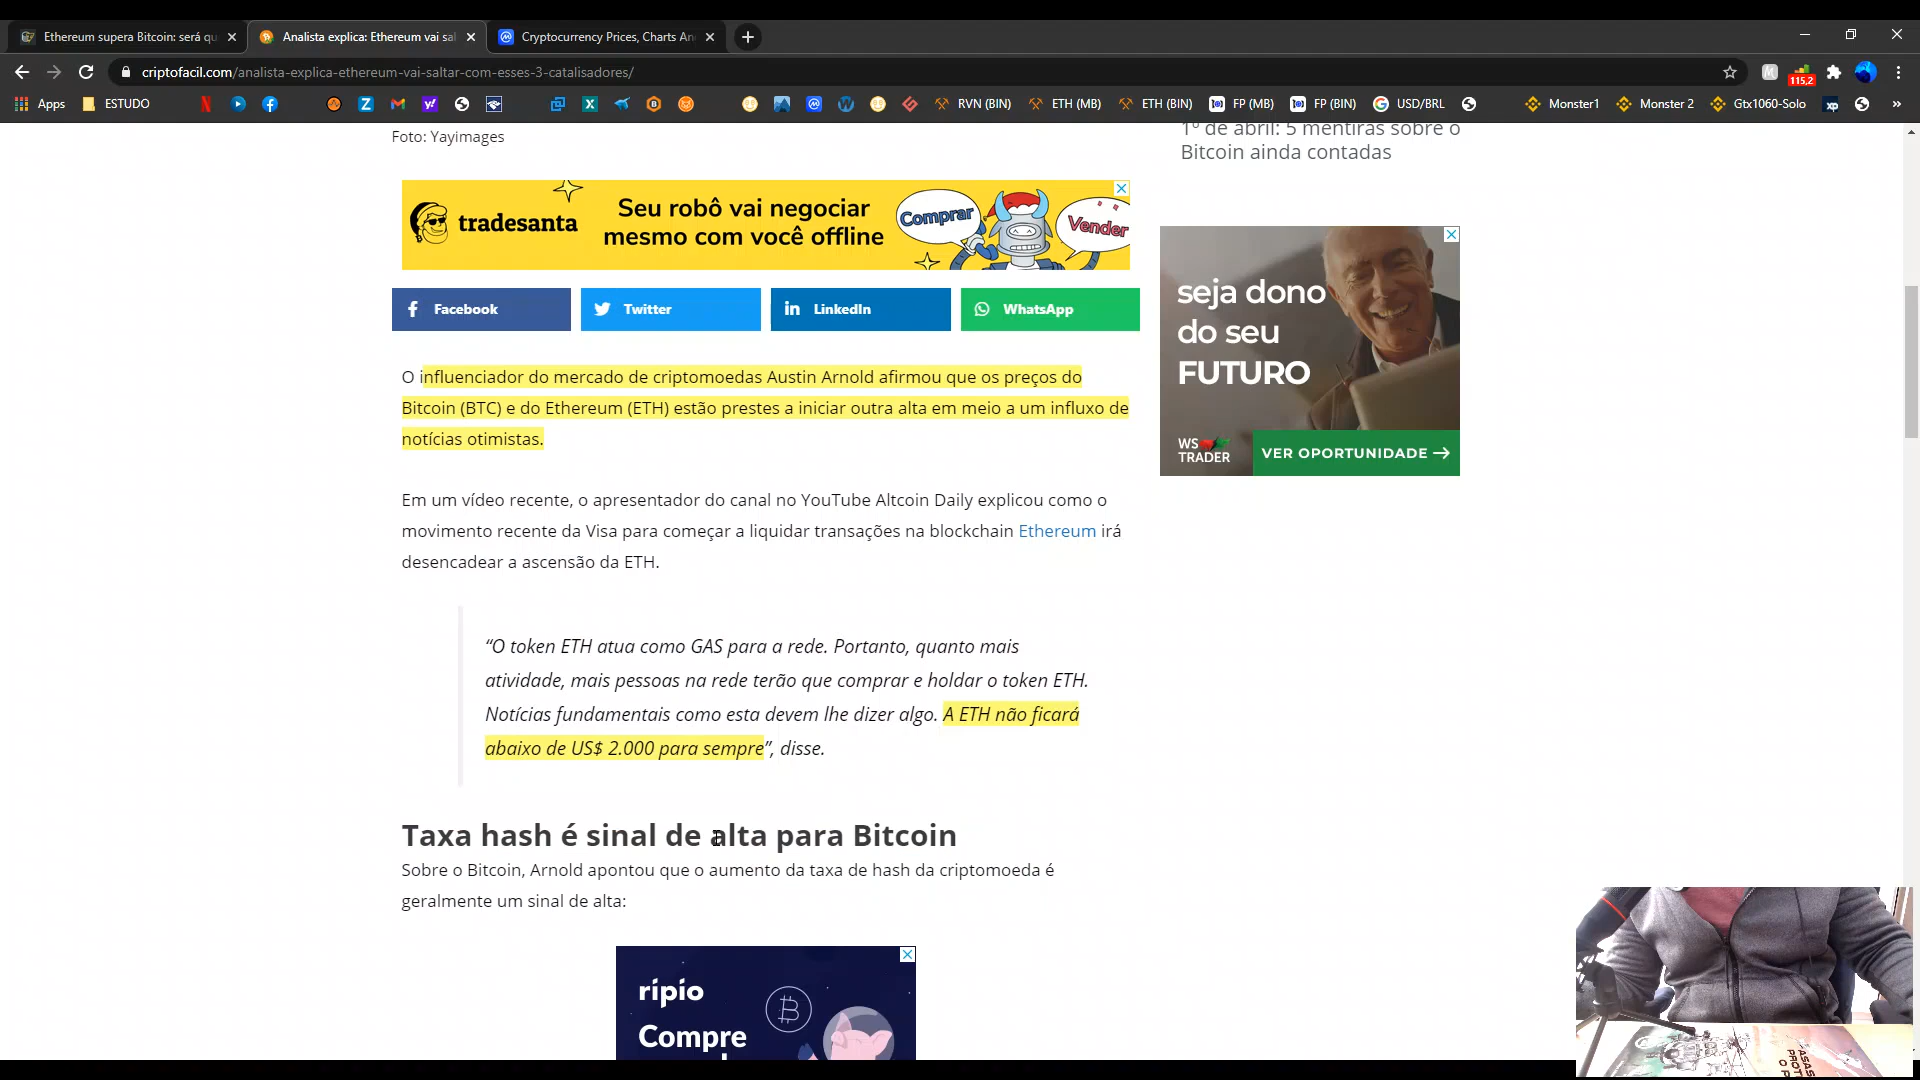 Ethereum supera Bitcoin: será qu
Analista explica: Ethereum vai sal
Cryptocurrency Prices, Charts An
criptofacil.com/analista-explica-ethereum-vai-saltar-com-esses-3-catalisadores/
115,2
Apps
ESTUDO
RVN (BIN)
ETH (MB)
ETH (BIN)
FP (MB)
FP (BIN)
USD/BRL
Monster1
Monster 2
Gtx1060-Solo
xp
Foto: Yayimages
1º de abril: 5 mentiras sobre o
Bitcoin ainda contadas
tradesanta
Seu robô vai negociar
mesmo com você offline
Comprar
Vender
Facebook
Twitter
LinkedIn
WhatsApp
seja dono
do seu
FUTURO
WS
TRADER
VER OPORTUNIDADE →
O influenciador do mercado de criptomoedas Austin Arnold afirmou que os preços do
Bitcoin (BTC) e do Ethereum (ETH) estão prestes a iniciar outra alta em meio a um influxo de
notícias otimistas.
Em um vídeo recente, o apresentador do canal no YouTube Altcoin Daily explicou como o
movimento recente da Visa para começar a liquidar transações na blockchain Ethereum irá
desencadear a ascensão da ETH.
“O token ETH atua como GAS para a rede. Portanto, quanto mais
atividade, mais pessoas na rede terão que comprar e holdar o token ETH.
Notícias fundamentais como esta devem lhe dizer algo. A ETH não ficará
abaixo de US$ 2.000 para sempre”, disse.
Taxa hash é sinal de alta para Bitcoin
Sobre o Bitcoin, Arnold apontou que o aumento da taxa de hash da criptomoeda é
geralmente um sinal de alta:
ripio
Compre